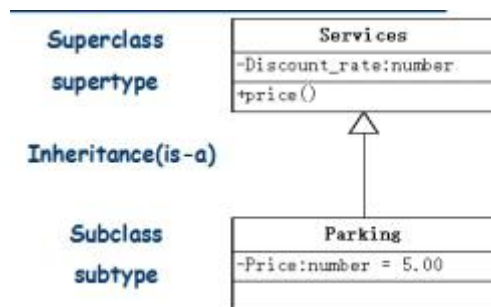 Superclass
supertype
Services
-Discount_rate:number
+price()
Inheritance(is-a)
Subclass
subtype
Parking
-Price:number = 5.00